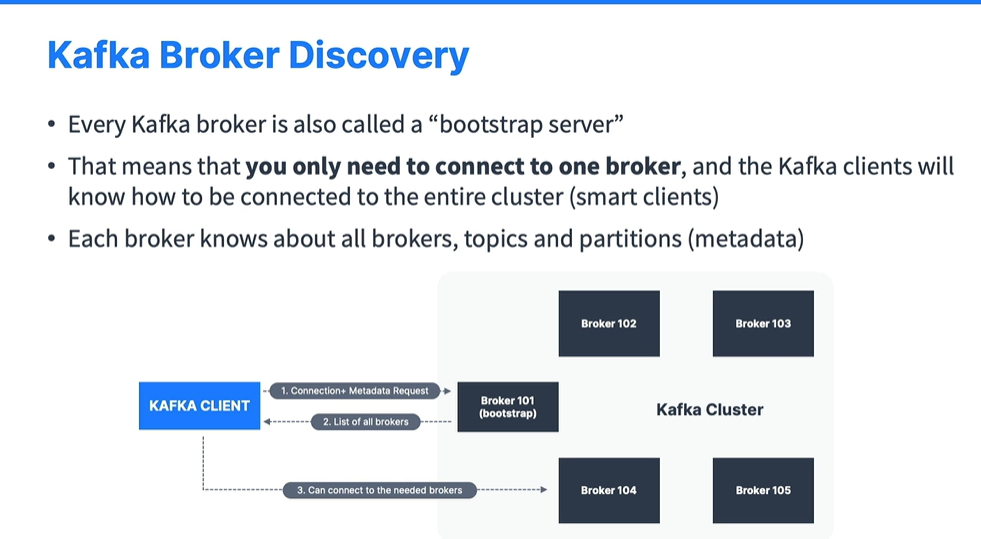 Kafka Broker Discovery
• Every Kafka broker is also called a “bootstrap server”
• That means that you only need to connect to one broker, and the Kafka clients will
know how to be connected to the entire cluster (smart clients)
• Each broker knows about all brokers, topics and partitions (metadata)
Broker 102
Broker 103
KAFKA CLIENT
1. Connection+ Metadata Request
2. List of all brokers
Broker 101
(bootstrap)
Kafka Cluster
3. Can connect to the needed brokers
Broker 104
Broker 105